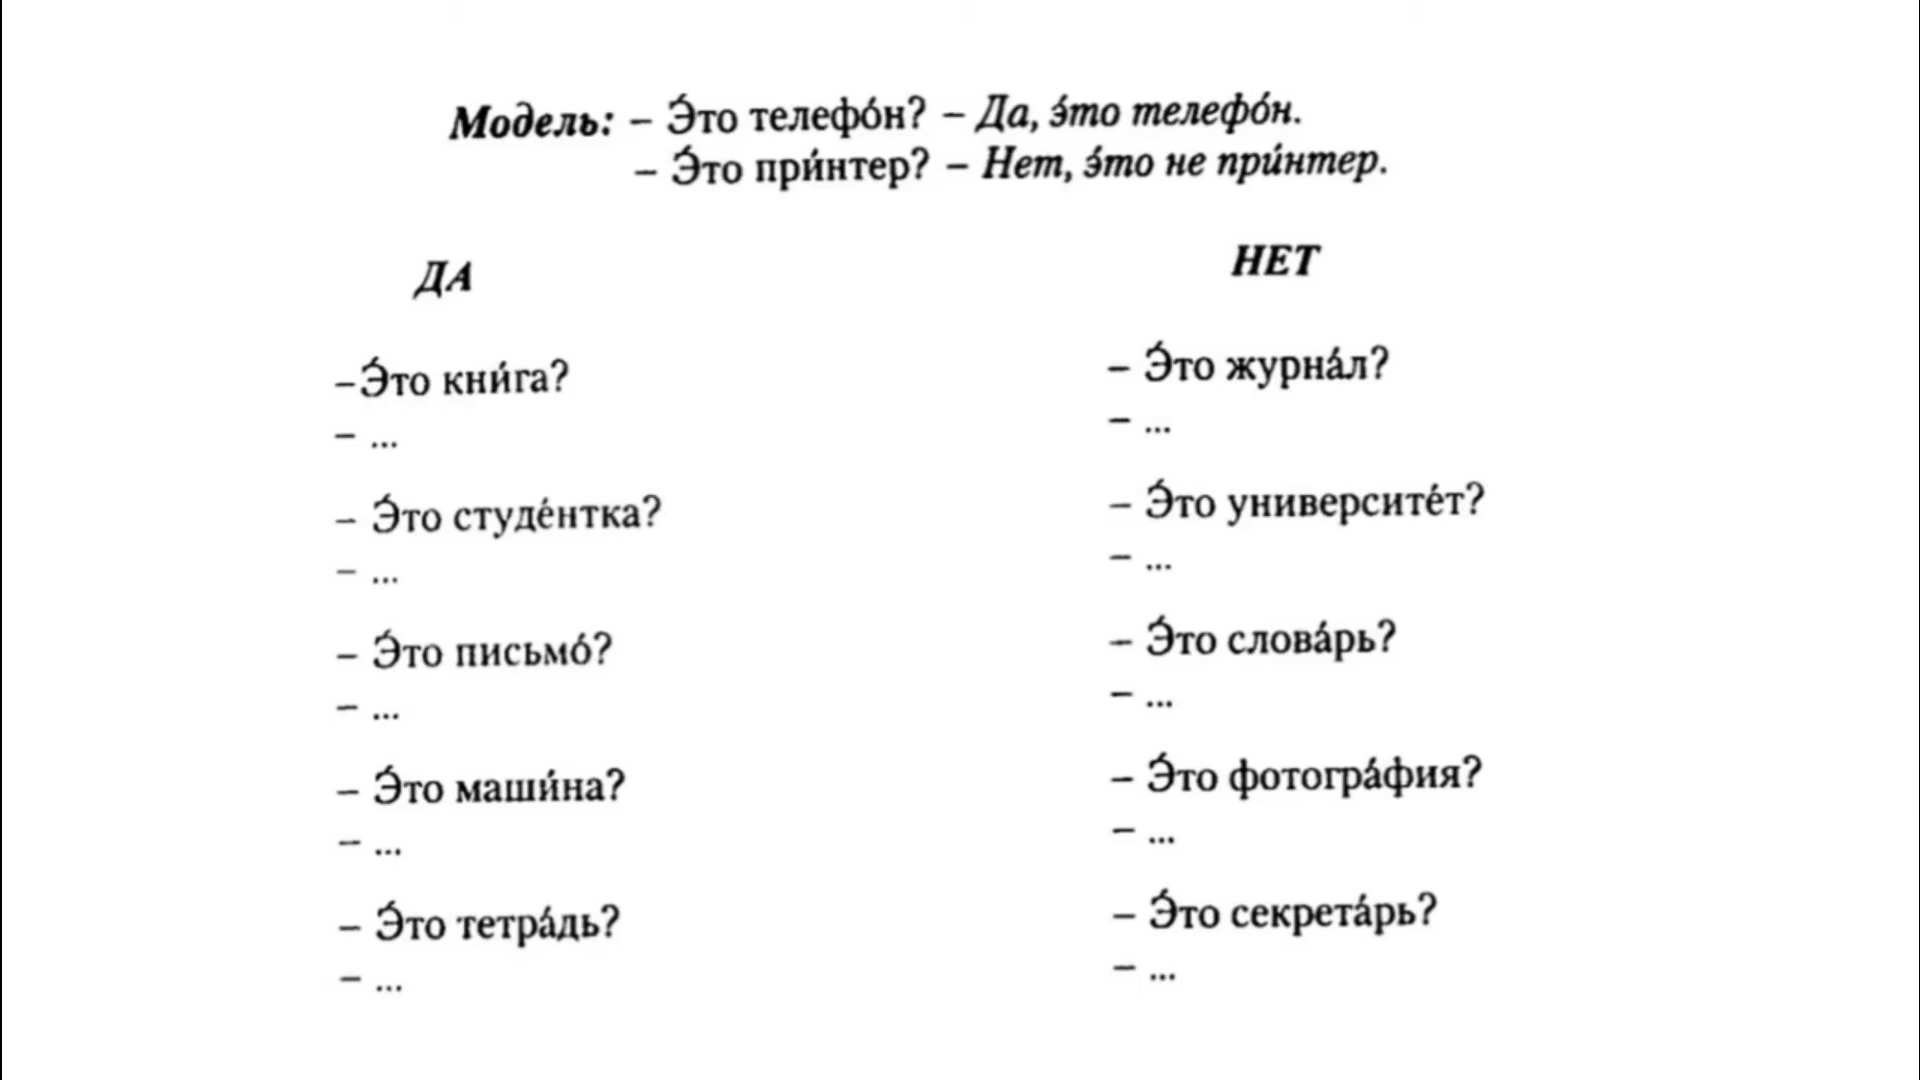 Модель: – Э́то телефо́н? – Да, э́то телефо́н.
– Э́то при́нтер? – Нет, э́то не при́нтер.
ДА
–Э́то кни́га?
– ...
– Э́то студе́нтка?
– ...
– Э́то письмо́?
– ...
– Э́то маши́на?
– ...
– Э́то тетра́дь?
– ...
НЕТ
– Э́то журна́л?
– ...
– Э́то университе́т?
– ...
– Э́то слова́рь?
– ...
– Э́то фотогра́фия?
– ...
– Э́то секрета́рь?
– ...